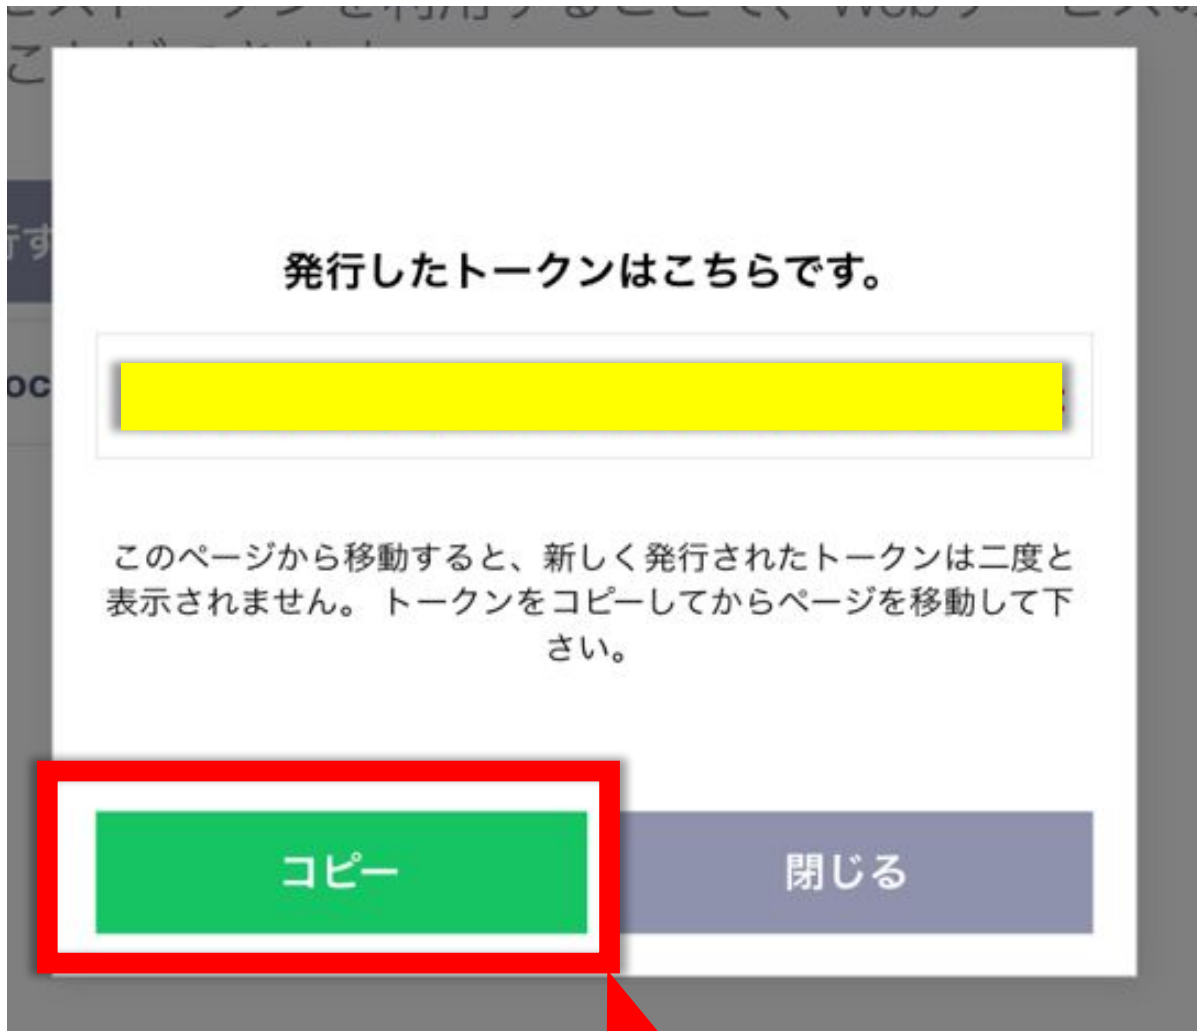 発行したトークンはこちらです。
このページから移動すると、新しく発行されたトークンは二度と
表示されません。 トークンをコピーしてからページを移動して下
さい。
コピー
閉じる